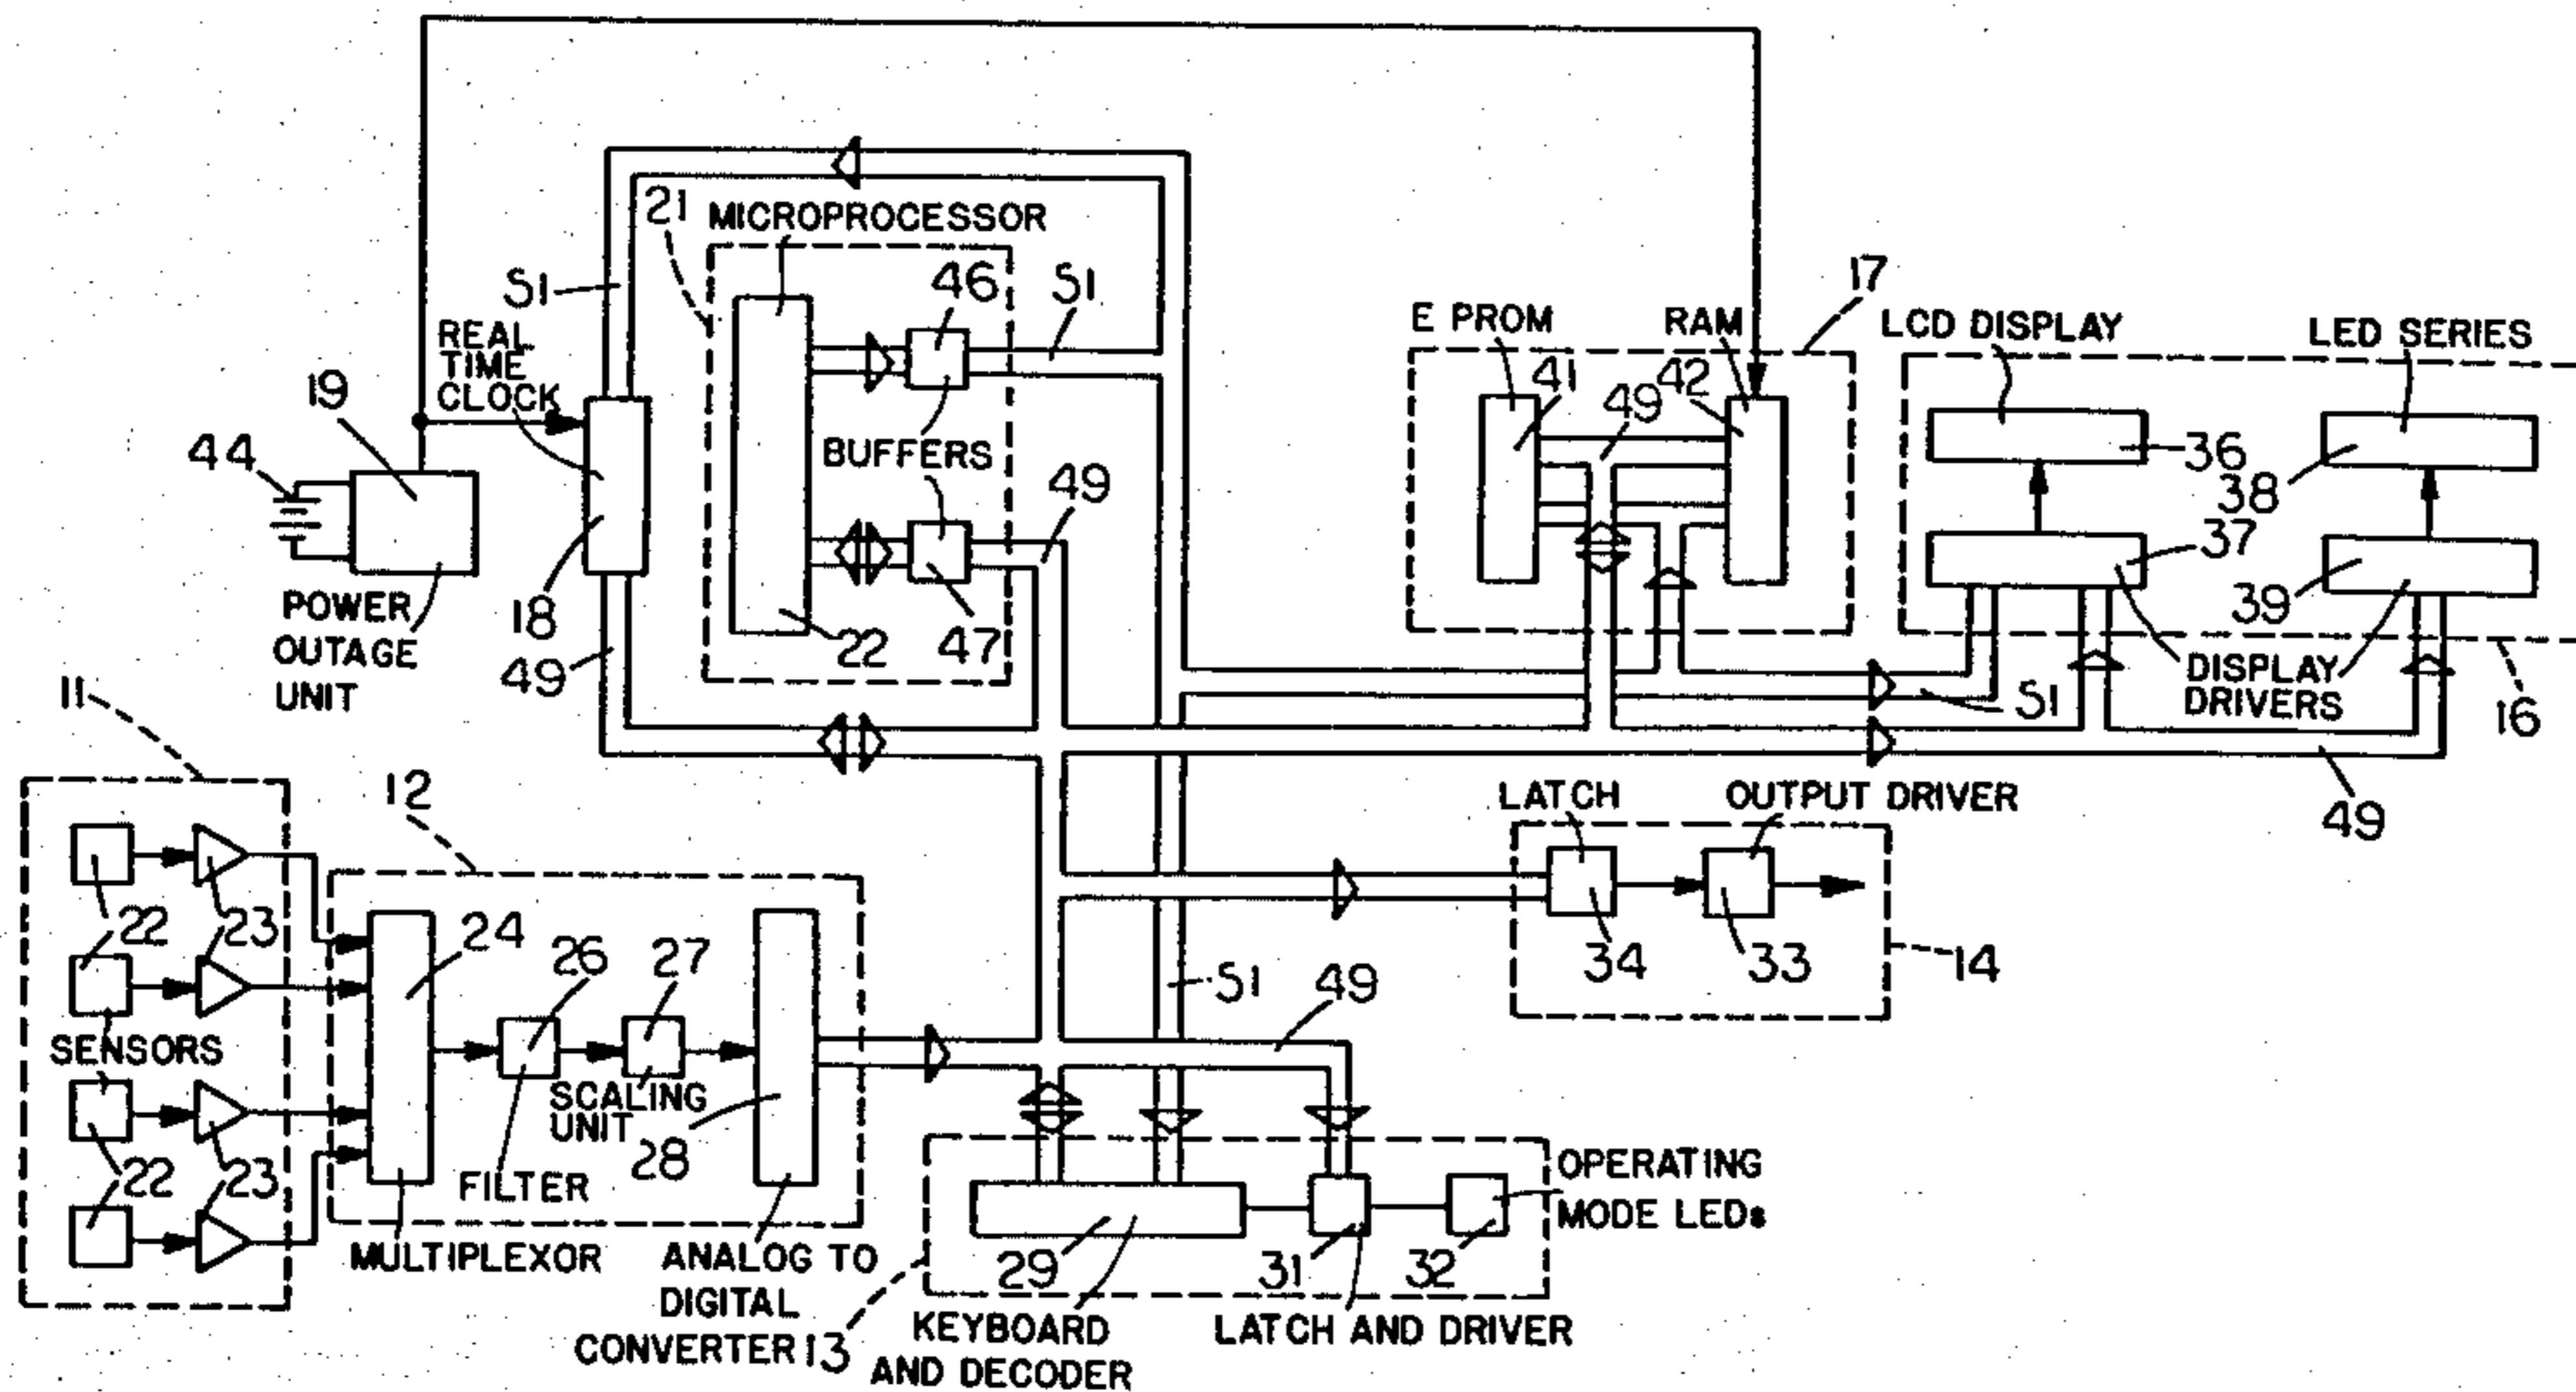 21
MICROPROCESSOR
51
46
51
17
E PROM
RAM
LCD DISPLAY
LED SERIES
REAL
TIME
CLOCK
19
41
49
42
44
BUFFERS
36
38
49
37
18
39
POWER
OUTAGE
UNIT
22
47
49
DISPLAY
DRIVERS
51
16
11
12
LATCH
OUTPUT DRIVER
49
22
23
24
26
27
34
33
14
51
49
SENSORS
SCALING
UNIT
28
22
23
FILTER
OPERATING
MODE LEDs
MULTIPLEXOR
ANALOG TO
DIGITAL
CONVERTER
29
31
32
13
KEYBOARD
AND DECODER
LATCH AND DRIVER